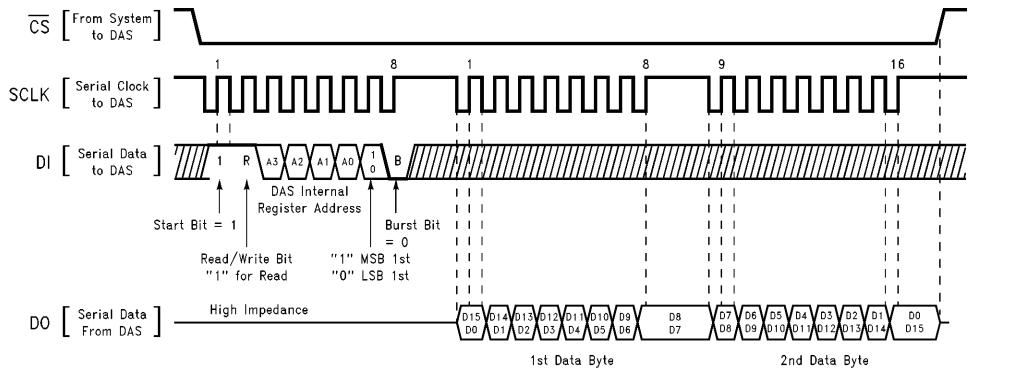 CS [ From System to DAS ]
1 8 1 8 9 16
SCLK [ Serial Clock to DAS ]
DI [ Serial Data to DAS ]
1 R A3 A2 A1 A0 1 0 B
DAS Internal
Register Address
Start Bit = 1
Burst Bit
= 0
Read/Write Bit
"1" for Read
"1" MSB 1st
"0" LSB 1st
High Impedance
DO [ Serial Data From DAS ]
D15 D14 D13 D12 D11 D10 D9 D8 D7 D6 D5 D4 D3 D2 D1 D0
D0 D1 D2 D3 D4 D5 D6 D7 D8 D9 D10 D11 D12 D13 D14 D15
1st Data Byte
2nd Data Byte